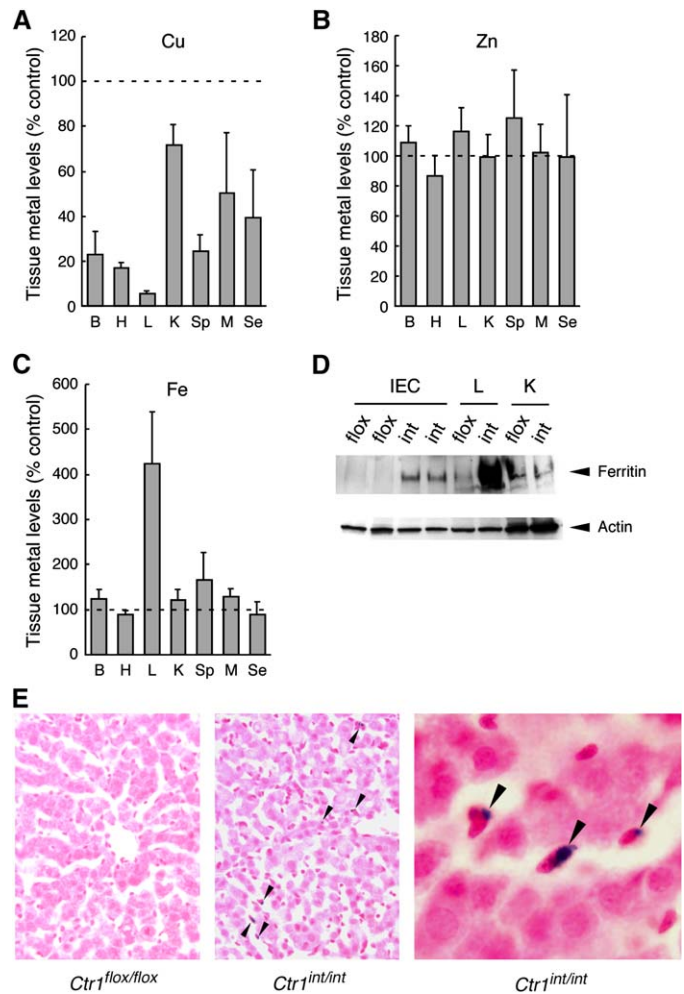 A
Cu
Tissue metal levels (% control)
120
100
80
60
40
20
0
B H L K Sp M Se
B
Zn
Tissue metal levels (% control)
180
160
140
120
100
80
60
40
20
0
B H L K Sp M Se
C
Fe
Tissue metal levels (% control)
600
500
400
300
200
100
0
B H L K Sp M Se
D
IEC L K
flox flox int int flox int flox int
Ferritin
Actin
E
Ctr1flox/flox Ctr1int/int Ctr1int/int